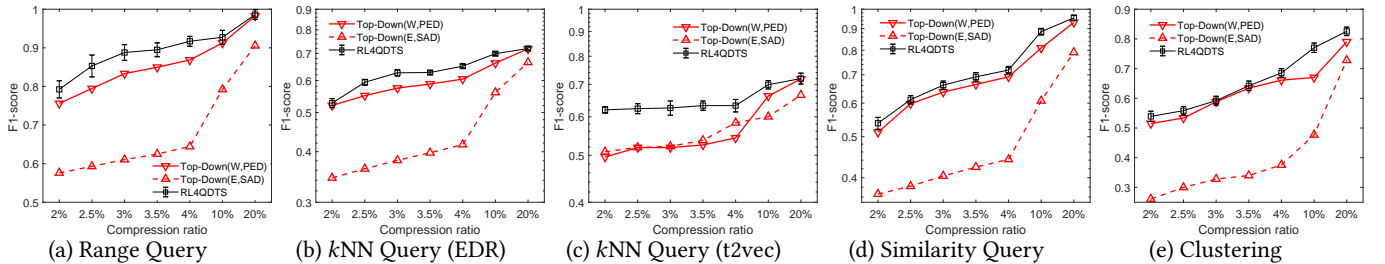 F1-score
1
0.9
0.8
0.7
0.6
0.5
Top-Down(W,PED)
Top-Down(E,SAD)
RL4QDTS
2% 2.5% 3% 3.5% 4% 10% 20%
Compression ratio
(a) Range Query
F1-score
0.9
0.8
0.7
0.6
0.5
0.4
0.3
Top-Down(W,PED)
Top-Down(E,SAD)
RL4QDTS
2% 2.5% 3% 3.5% 4% 10% 20%
Compression ratio
(b) kNN Query (EDR)
F1-score
1
0.9
0.8
0.7
0.6
0.5
0.4
Top-Down(W,PED)
Top-Down(E,SAD)
RL4QDTS
2% 2.5% 3% 3.5% 4% 10% 20%
Compression ratio
(c) kNN Query (t2vec)
F1-score
1
0.9
0.8
0.7
0.6
0.5
0.4
Top-Down(W,PED)
Top-Down(E,SAD)
RL4QDTS
2% 2.5% 3% 3.5% 4% 10% 20%
Compression ratio
(d) Similarity Query
F1-score
0.9
0.8
0.7
0.6
0.5
0.4
0.3
Top-Down(W,PED)
Top-Down(E,SAD)
RL4QDTS
2% 2.5% 3% 3.5% 4% 10% 20%
Compression ratio
(e) Clustering